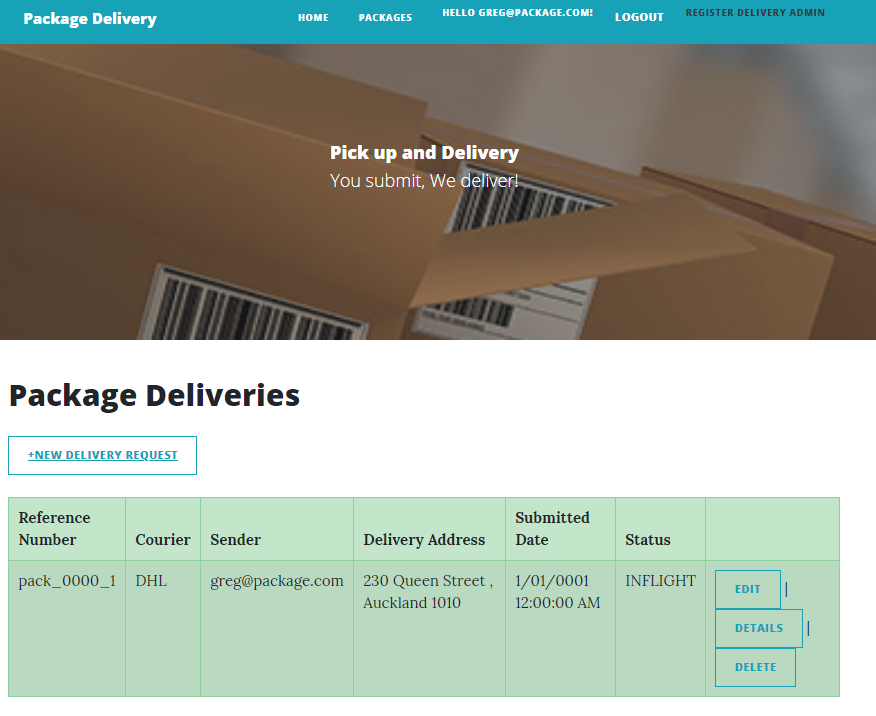 Package Delivery
HOME
PACKAGES
HELLO GREG@PACKAGE.COM!
LOGOUT
REGISTER DELIVERY ADMIN
Pick up and Delivery
You submit, We deliver!
Package Deliveries
+NEW DELIVERY REQUEST
Reference
Number
Courier
Sender
Delivery Address
Submitted
Date
Status
pack_0000_1
DHL
greg@package.com
230 Queen Street ,
Auckland 1010
1/01/0001
12:00:00 AM
INFLIGHT
EDIT |
DETAILS |
DELETE